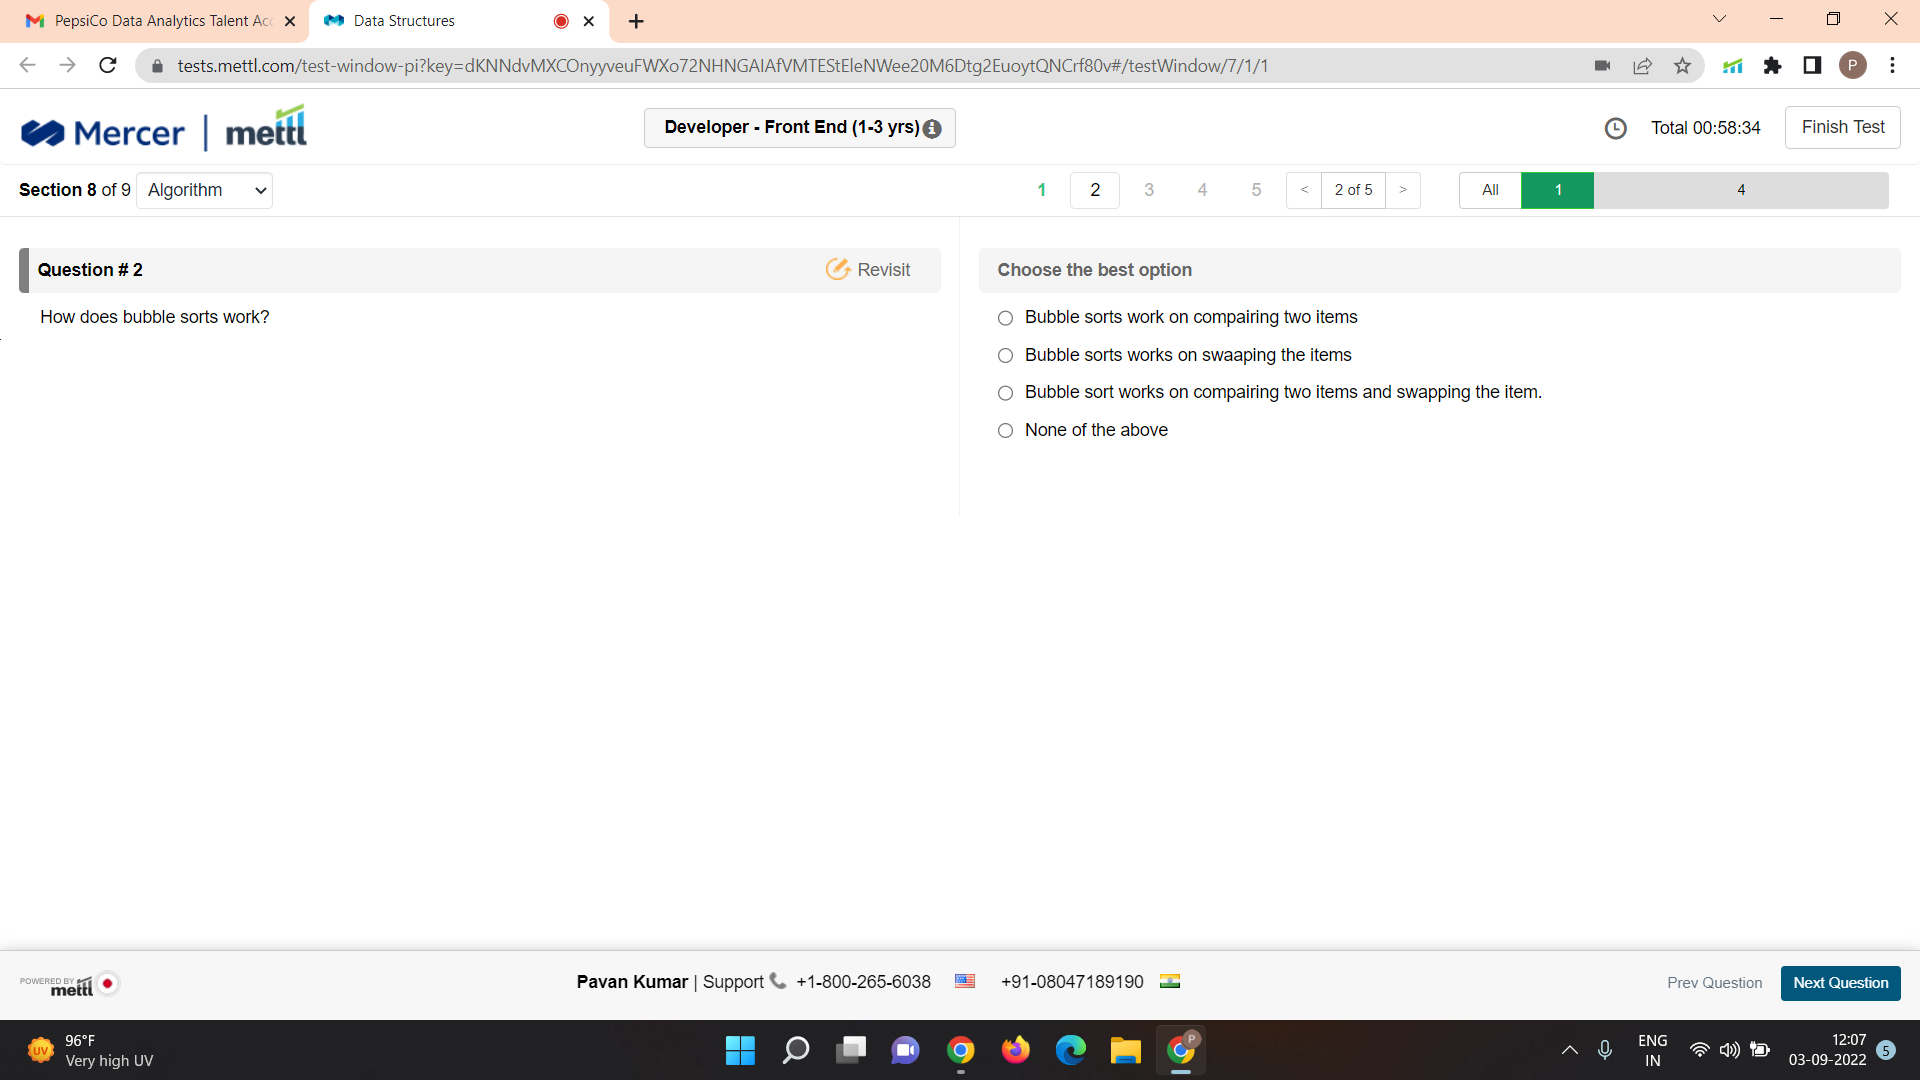 PepsiCo Data Analytics Talent Acc
Data Structures
tests.mettl.com/test-window-pi?key=dKNNdvMXCOnyyveuFWXo72NHNGAIAfVMTEStEleNWee20M6Dtg2EuoytQNCrf80v#/testWindow/7/1/1
P
Mercer | mettl
Developer - Front End (1-3 yrs)
Total 00:58:34
Finish Test
Section 8 of 9 Algorithm
1 2 3 4 5 < 2 of 5 > All 1 4
Question # 2
Revisit
How does bubble sorts work?
Choose the best option
Bubble sorts work on compairing two items
Bubble sorts works on swaaping the items
Bubble sort works on compairing two items and swapping the item.
None of the above
POWERED BY mettl
Pavan Kumar | Support +1-800-265-6038 +91-08047189190
Prev Question
Next Question
UV
96°F
Very high UV
P
ENG
IN
12:07
03-09-2022
5